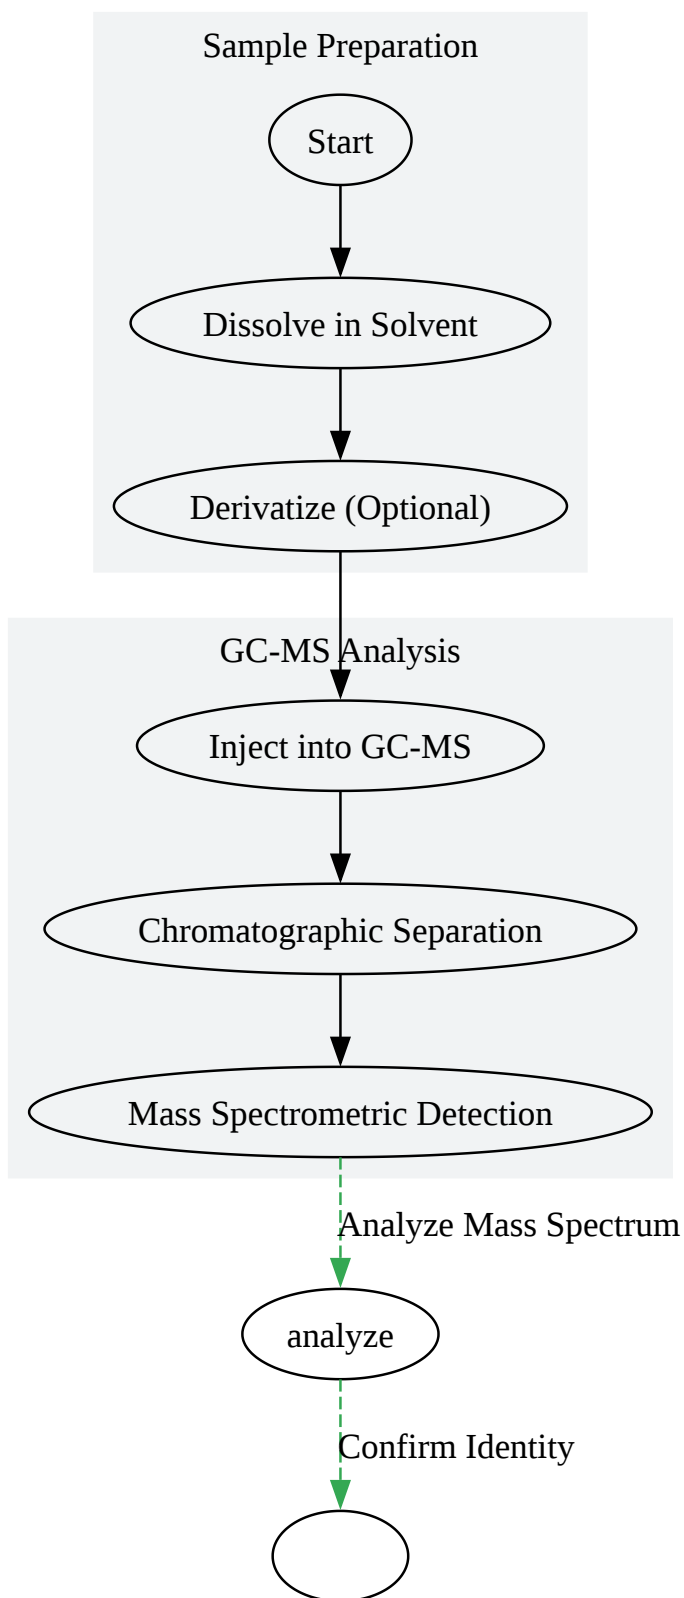 Sample Preparation
Start
Dissolve in Solvent
Derivatize (Optional)
GC-MS Analysis
Inject into GC-MS
Chromatographic Separation
Mass Spectrometric Detection
Analyze Mass Spectrum
analyze
Confirm Identity